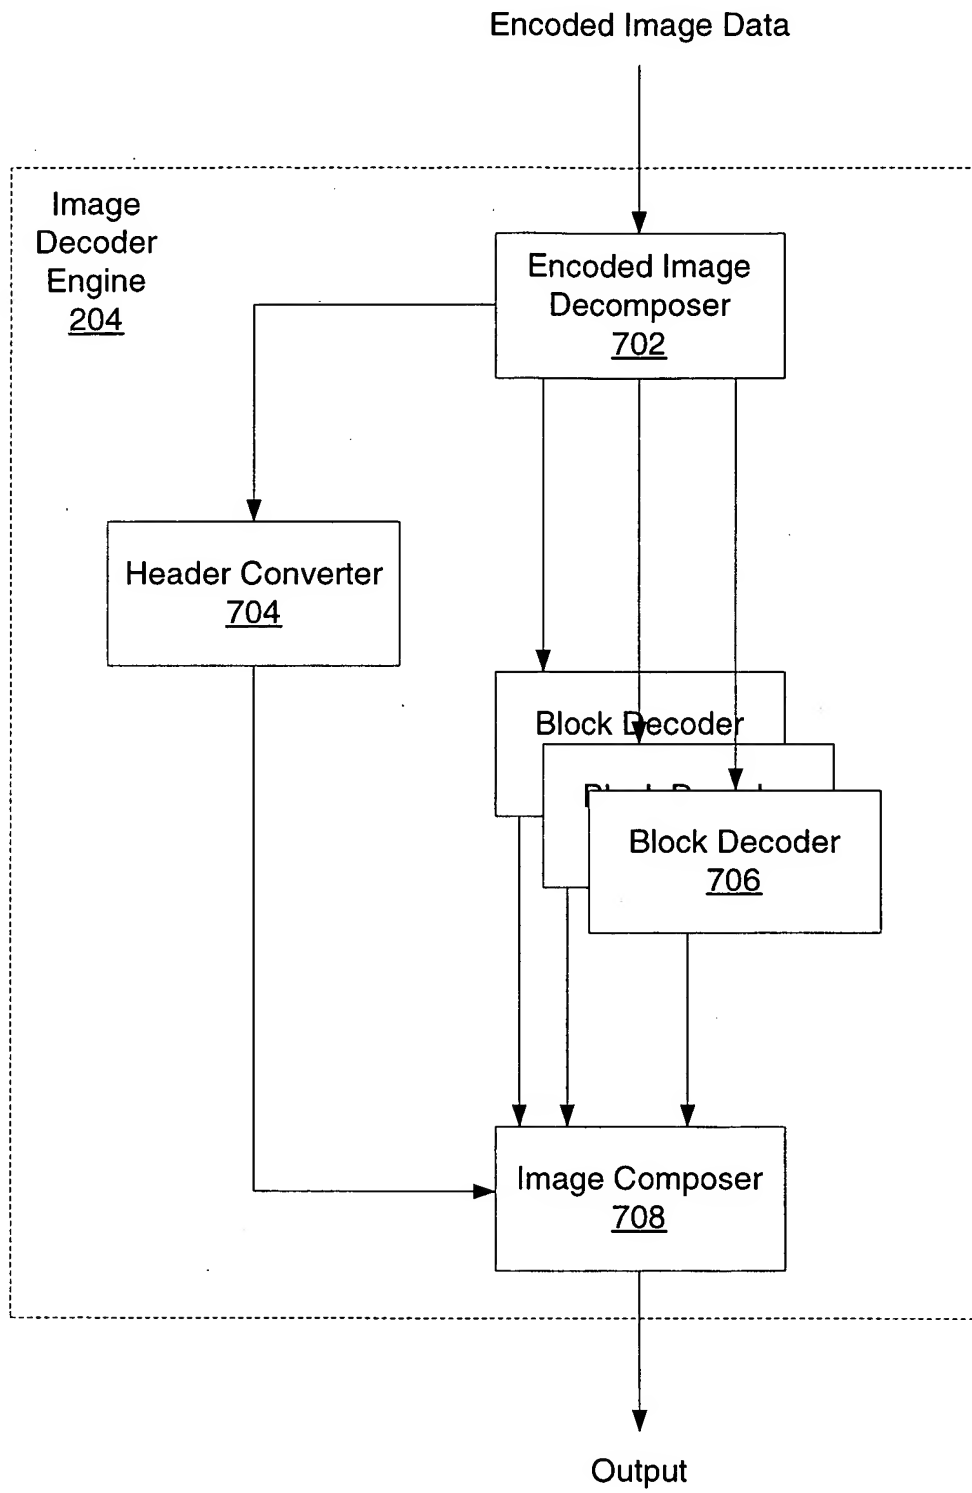 Encoded Image Data
Image
Decoder
Engine
204
Encoded Image
Decomposer
702
Header Converter
704
Block Decoder
Block Decoder
706
Image Composer
708
Output